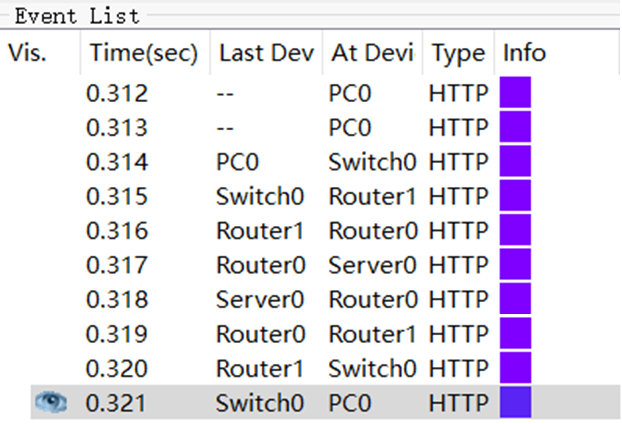 Event List
Vis. Time(sec) Last Dev At Devi Type Info
0.312 -- PC0 HTTP
0.313 -- PC0 HTTP
0.314 PC0 Switch0 HTTP
0.315 Switch0 Router1 HTTP
0.316 Router1 Router0 HTTP
0.317 Router0 Server0 HTTP
0.318 Server0 Router0 HTTP
0.319 Router0 Router1 HTTP
0.320 Router1 Switch0 HTTP
0.321 Switch0 PC0 HTTP